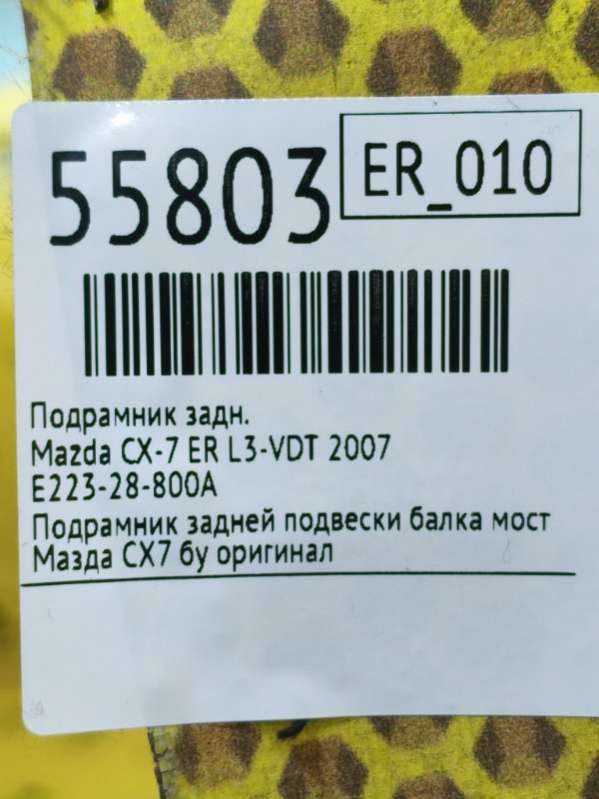 55803
ER_010
Подрамник задн.
Mazda CX-7 ER L3-VDT 2007
E223-28-800A
Подрамник задней подвески балка мост
Мазда СХ7 бу оригинал